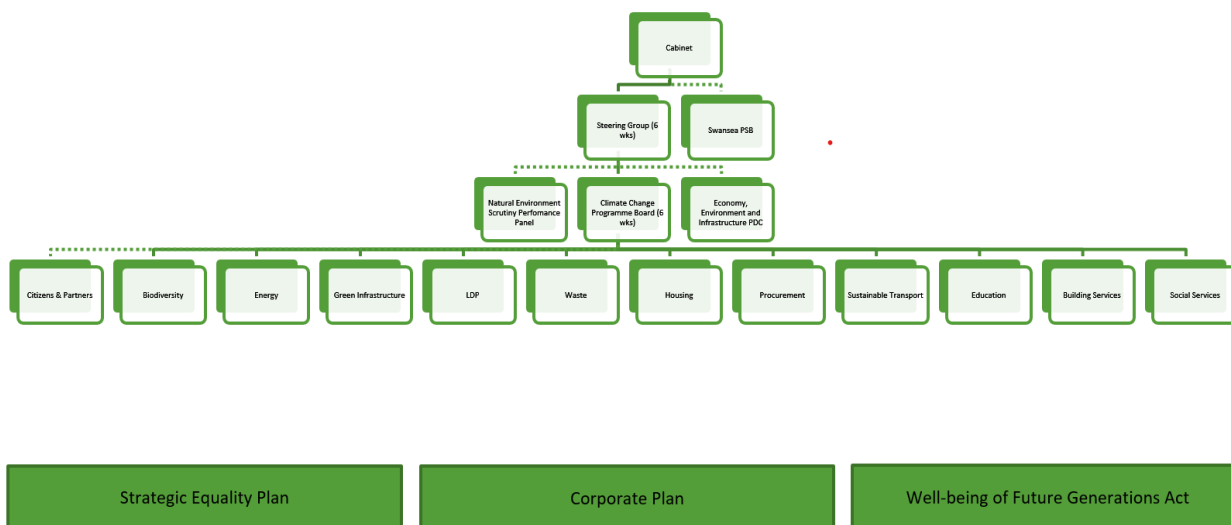 Cabinet
Steering Group (6
wks)
Swansea PSB
Natural Environment
Scrutiny Perfomance
Panel
Climate Change
Programme Board (6
wks)
Economy,
Environment and
Infrastructure PDC
Citizens & Partners
Biodiversity
Energy
Green Infrastructure
LDP
Waste
Housing
Procurement
Sustainable Transport
Education
Building Services
Social Services
Strategic Equality Plan
Corporate Plan
Well-being of Future Generations Act